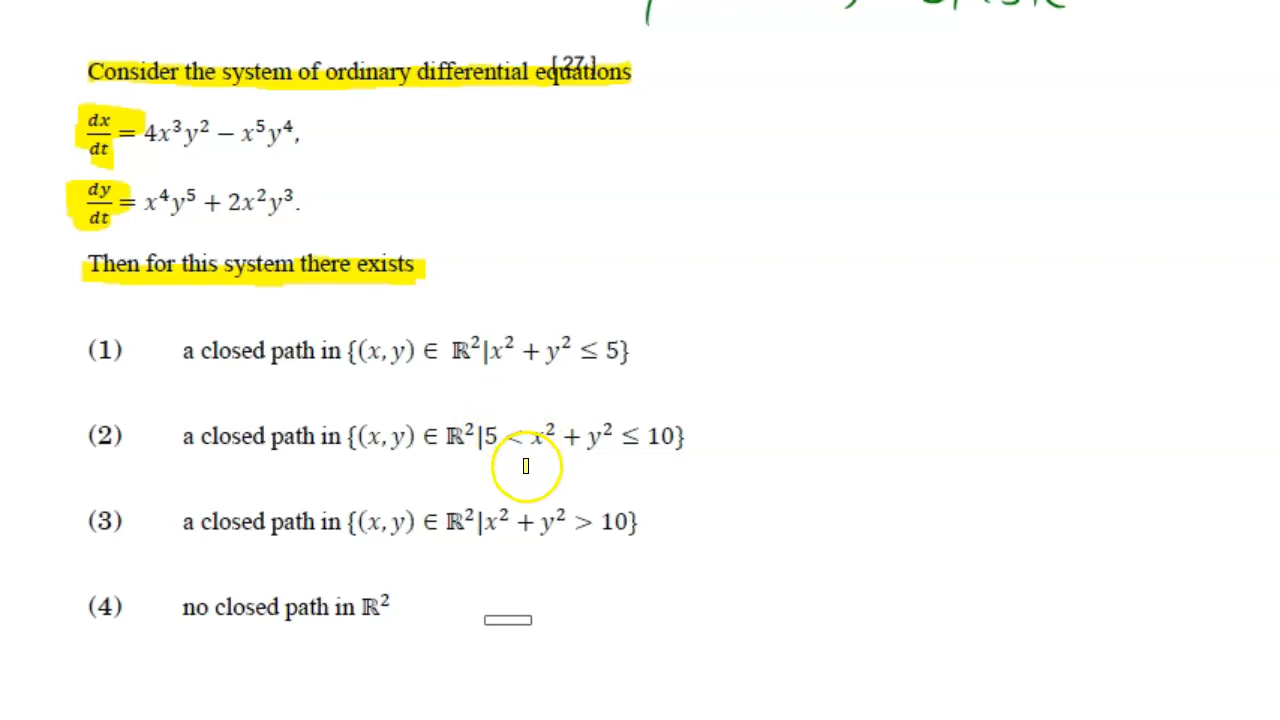 Consider the system of ordinary differential equations
[27]
dx/dt = 4x³y² − x⁵y⁴,
dy/dt = x⁴y⁵ + 2x²y³.
Then for this system there exists
(1) a closed path in {(x, y) ∈ ℝ²|x² + y² ≤ 5}
(2) a closed path in {(x, y) ∈ ℝ²|5 < x² + y² ≤ 10}
(3) a closed path in {(x, y) ∈ ℝ²|x² + y² > 10}
(4) no closed path in ℝ²